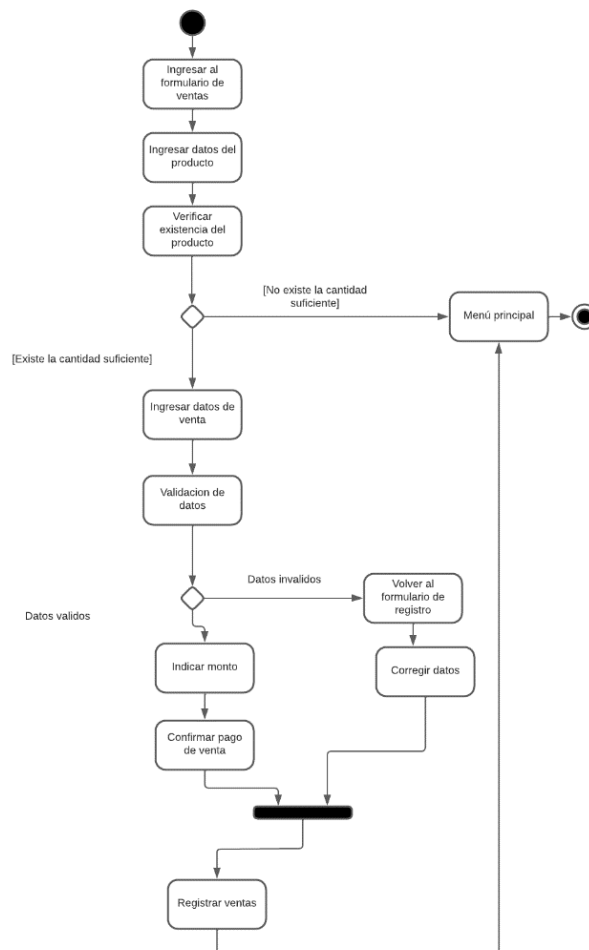 Ingresar al
formulario de
ventas
Ingresar datos del
producto
Verificar
existencia del
producto
[No existe la cantidad
suficiente]
Menú principal
[Existe la cantidad suficiente]
Ingresar datos de
venta
Validacion de
datos
Datos invalidos
Volver al
formulario de
registro
Datos validos
Indicar monto
Corregir datos
Confirmar pago
de venta
Registrar ventas